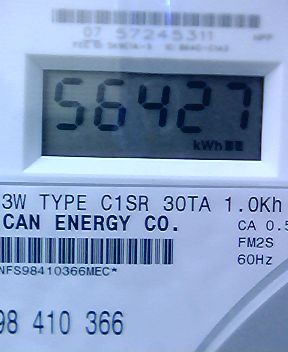 07 57245311
56427
kWh
3W TYPE C1SR 30TA 1.0Kh
CAN ENERGY CO.
CA 0.5
FM2S
60Hz
NFS98410366MEC*
98 410 366